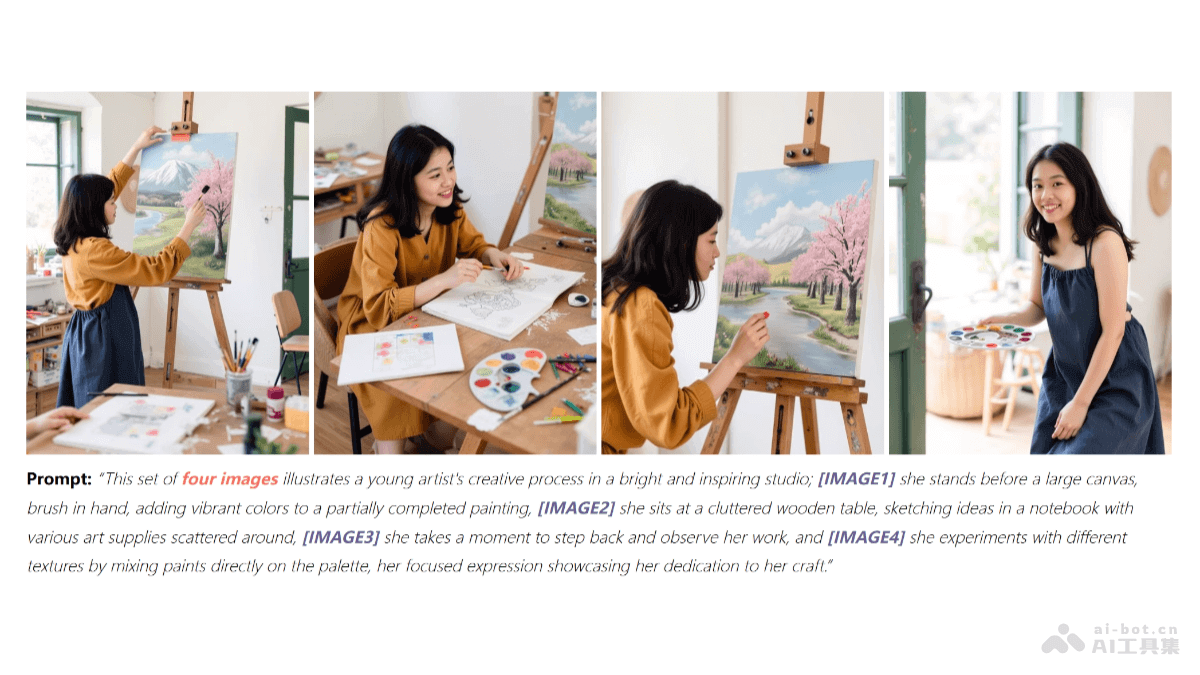 Prompt: “This set of four images illustrates a young artist's creative process in a bright and inspiring studio; [IMAGE1] she stands before a large canvas,
brush in hand, adding vibrant colors to a partially completed painting, [IMAGE2] she sits at a cluttered wooden table, sketching ideas in a notebook with
various art supplies scattered around, [IMAGE3] she takes a moment to step back and observe her work, and [IMAGE4] she experiments with different
textures by mixing paints directly on the palette, her focused expression showcasing her dedication to her craft.”
ai-bot.cn
AI工具集